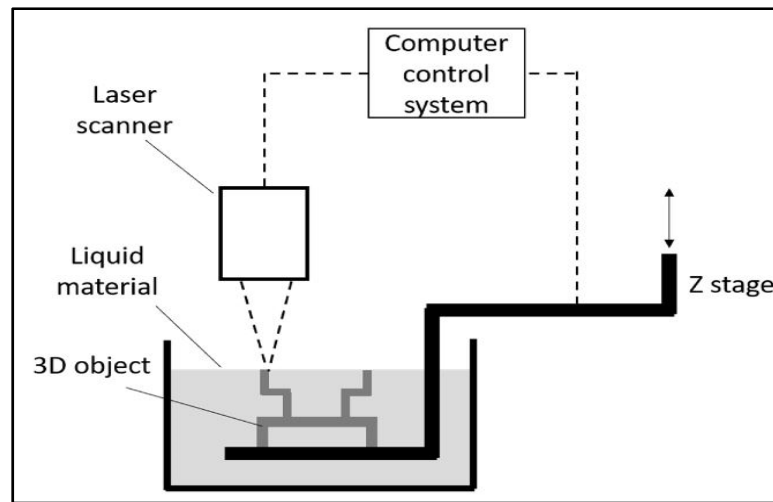 Computer
control
system
Laser
scanner
Liquid
material
Z stage
3D object